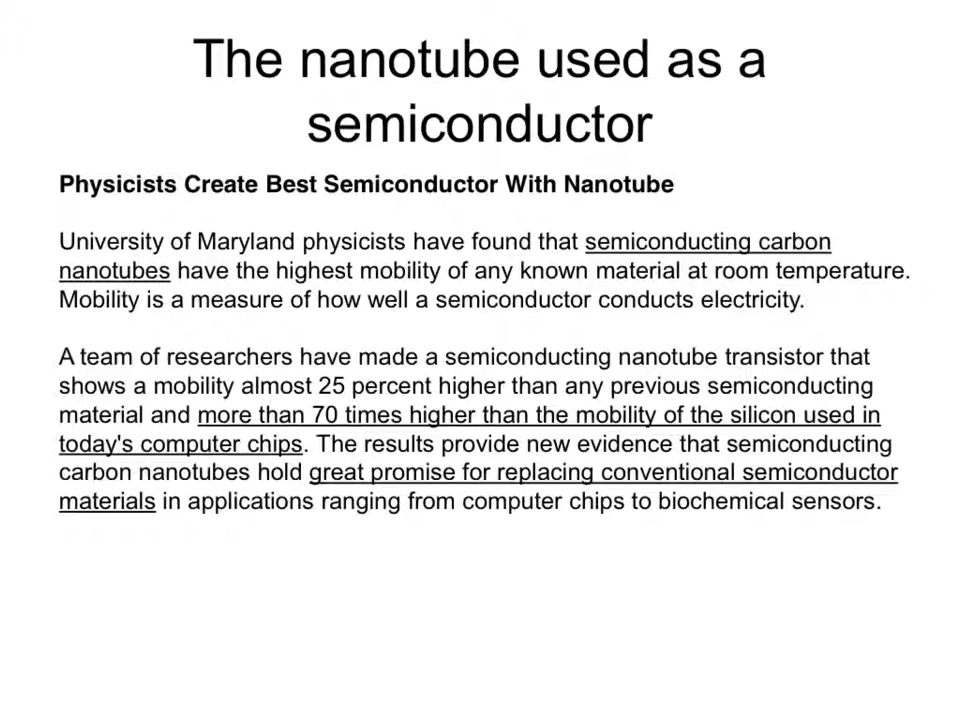 The nanotube used as a
semiconductor
Physicists Create Best Semiconductor With Nanotube
University of Maryland physicists have found that semiconducting carbon
nanotubes have the highest mobility of any known material at room temperature.
Mobility is a measure of how well a semiconductor conducts electricity.
A team of researchers have made a semiconducting nanotube transistor that
shows a mobility almost 25 percent higher than any previous semiconducting
material and more than 70 times higher than the mobility of the silicon used in
today's computer chips. The results provide new evidence that semiconducting
carbon nanotubes hold great promise for replacing conventional semiconductor
materials in applications ranging from computer chips to biochemical sensors.